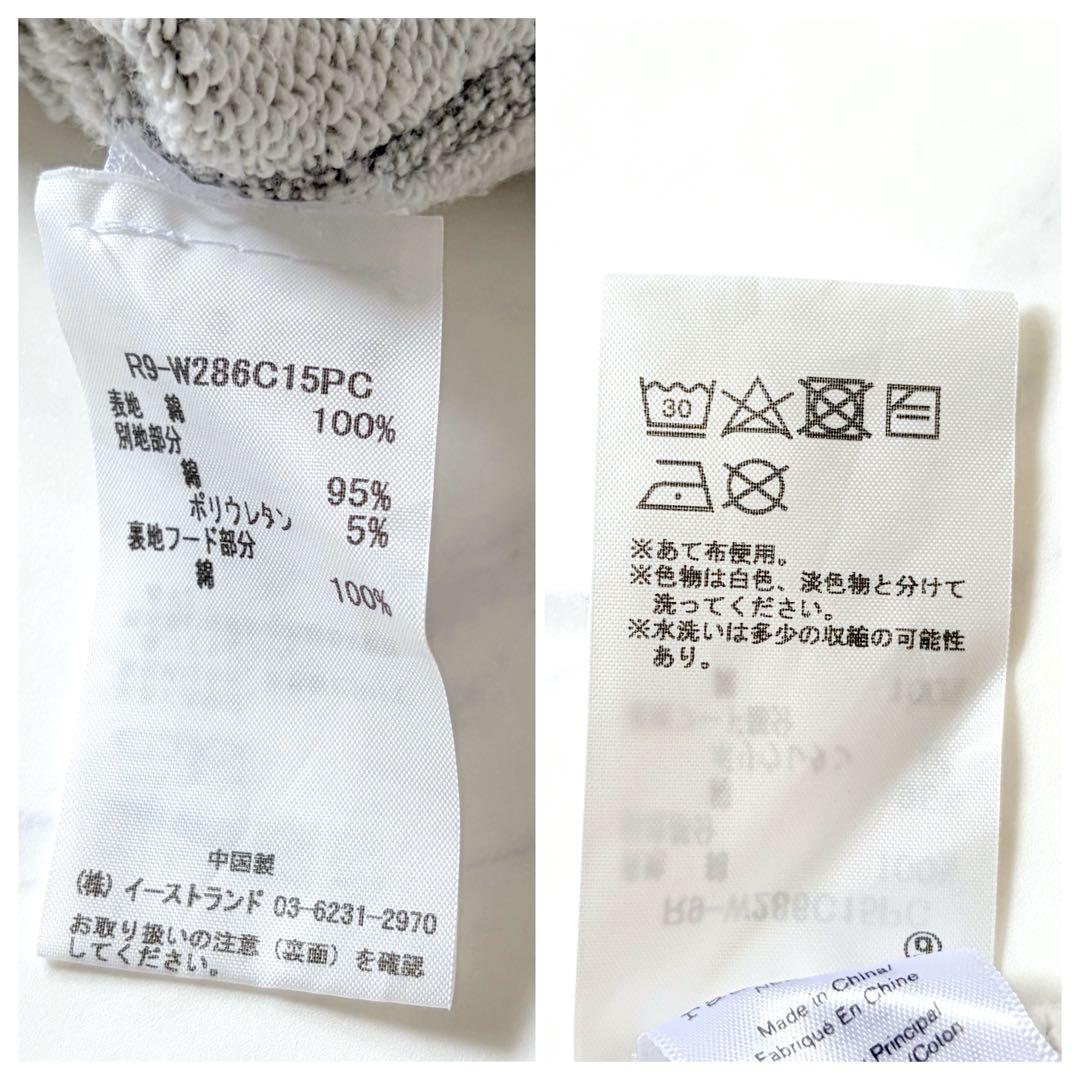 R9-W286C15PC
表地 綿 100%
別地部分
綿 95%
ポリウレタン 5%
裏地フード部分
綿 100%
中国製
(株) イーストランド 03-6231-2970
お取り扱いの注意（裏面）を確認
してください。
30
※あて布使用。
※色物は白色、淡色物と分けて
洗ってください。
※水洗いは多少の収縮の可能性
あり。
⑨
Made in China/
Fabriqué En Chine
Principal
/Colon